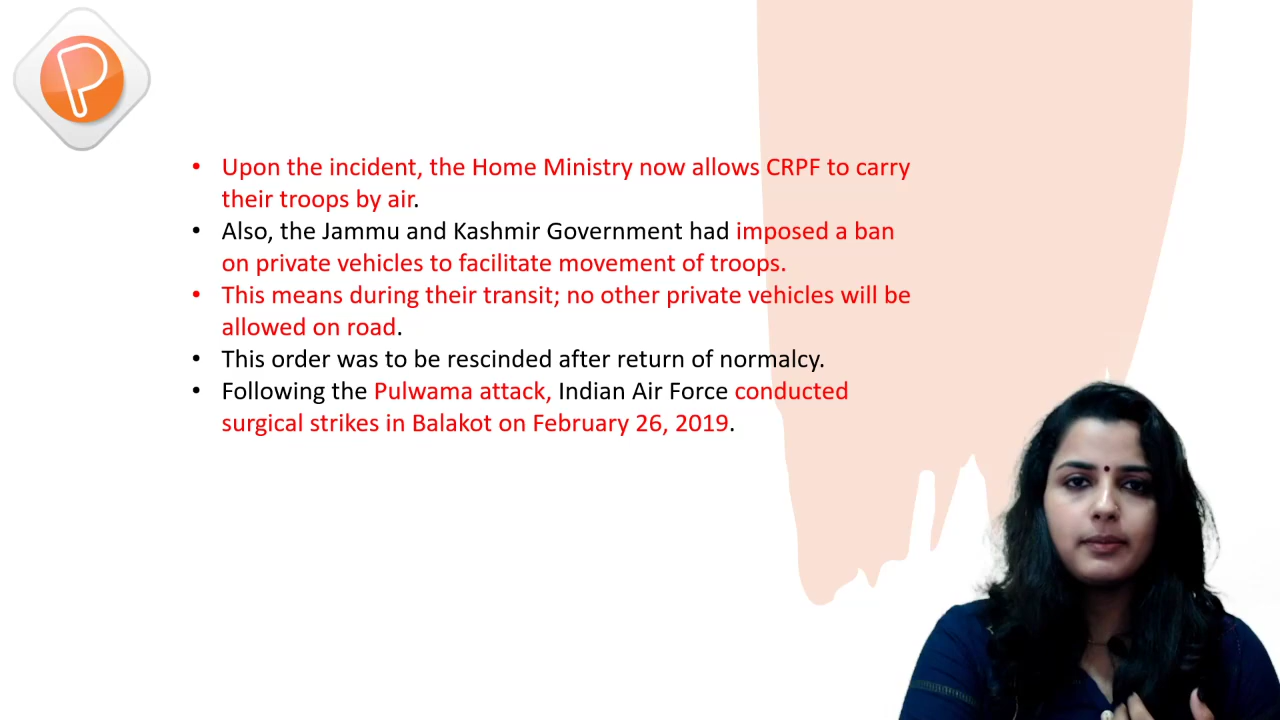 • Upon the incident, the Home Ministry now allows CRPF to carry
their troops by air.
• Also, the Jammu and Kashmir Government had imposed a ban
on private vehicles to facilitate movement of troops.
• This means during their transit; no other private vehicles will be
allowed on road.
• This order was to be rescinded after return of normalcy.
• Following the Pulwama attack, Indian Air Force conducted
surgical strikes in Balakot on February 26, 2019.